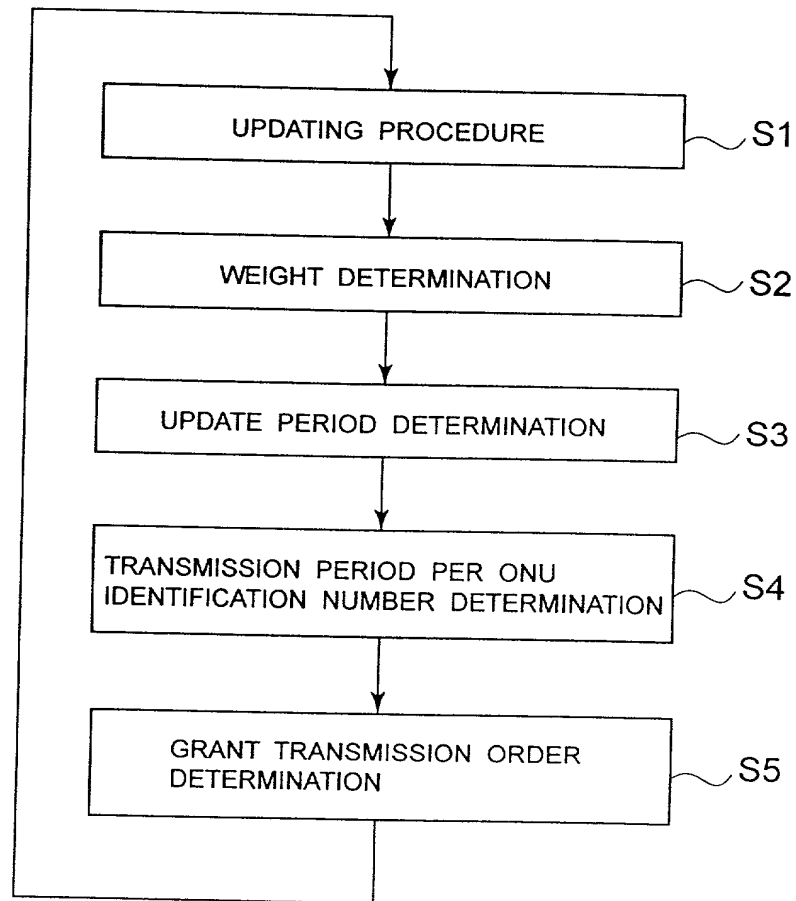 UPDATING PROCEDURE
S1
WEIGHT DETERMINATION
S2
UPDATE PERIOD DETERMINATION
S3
TRANSMISSION PERIOD PER ONU
IDENTIFICATION NUMBER DETERMINATION
S4
GRANT TRANSMISSION ORDER
DETERMINATION
S5